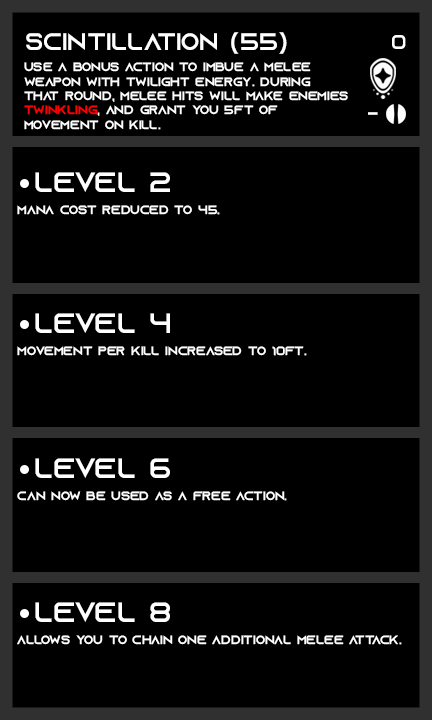 SCINTILLATION (55)
0
USE A BONUS ACTION TO IMBUE A MELEE
WEAPON WITH TWILIGHT ENERGY. DURING
THAT ROUND, MELEE HITS WILL MAKE ENEMIES
TWINKLING, AND GRANT YOU 5FT OF
MOVEMENT ON KILL.
•LEVEL 2
MANA COST REDUCED TO 45.
•LEVEL 4
MOVEMENT PER KILL INCREASED TO 10FT.
•LEVEL 6
CAN NOW BE USED AS A FREE ACTION.
•LEVEL 8
ALLOWS YOU TO CHAIN ONE ADDITIONAL MELEE ATTACK.